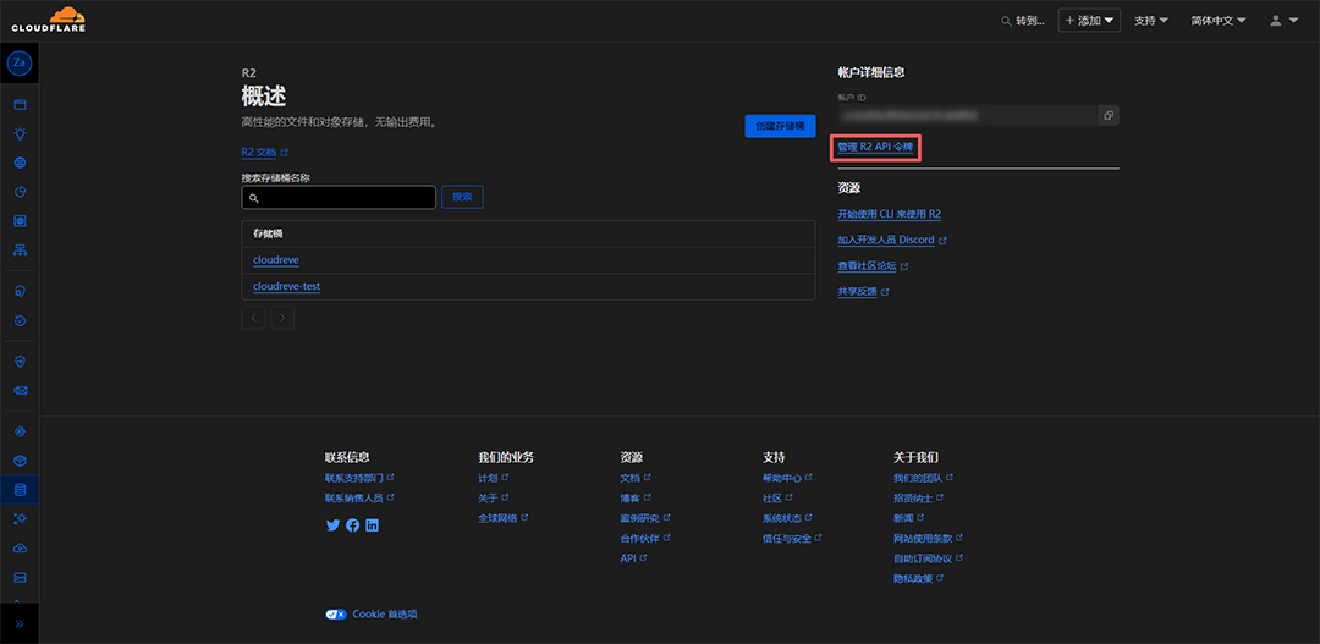 CLOUDFLARE
转到...
+ 添加
支持
简体中文
Za
R2
概述
高性能的文件和对象存储，无输出费用。
创建存储桶
R2 文档
搜索存储桶名称
搜索
存储桶
cloudreve
cloudreve-test
帐户详细信息
帐户 ID
管理 R2 API 令牌
资源
开始使用 CLI 来使用 R2
加入开发人员 Discord
查看社区论坛
共享反馈
联系信息
联系支持部门
联系销售人员
我们的业务
计划
关于
全球网络
资源
文档
博客
案例研究
合作伙伴
API
支持
帮助中心
社区
系统状态
信任与安全
关于我们
我们的团队
招贤纳士
新闻
网站使用条款
自助订阅协议
隐私政策
Cookie 首选项